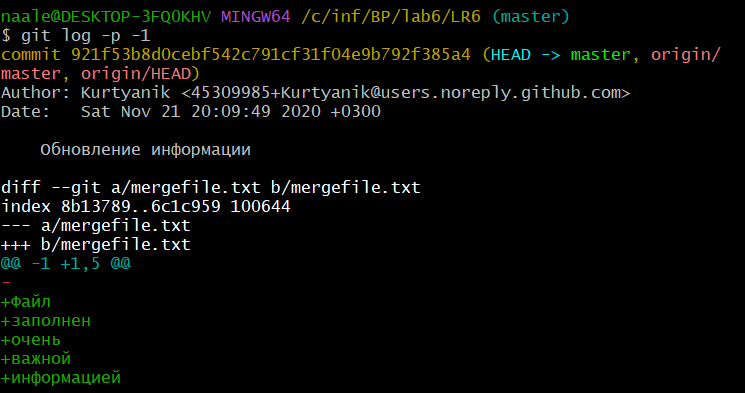 naale@DESKTOP-3FQ0KHV MINGW64 /c/inf/BP/lab6/LR6 (master)
$ git log -p -1
commit 921f53b8d0cebf542c791cf31f04e9b792f385a4 (HEAD -> master, origin/
master, origin/HEAD)
Author: Kurtyanik <45309985+Kurtyanik@users.noreply.github.com>
Date:   Sat Nov 21 20:09:49 2020 +0300
    Обновление информации
diff --git a/mergefile.txt b/mergefile.txt
index 8b13789..6c1c959 100644
--- a/mergefile.txt
+++ b/mergefile.txt
@@ -1 +1,5 @@
-
+Файл
+заполнен
+очень
+важной
+информацией